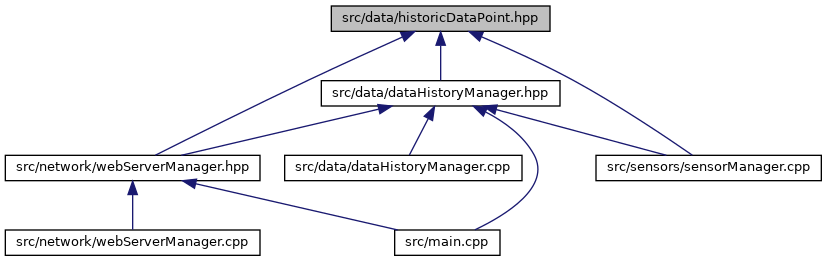 src/data/historicDataPoint.hpp
src/data/dataHistoryManager.hpp
src/network/webServerManager.hpp
src/data/dataHistoryManager.cpp
src/sensors/sensorManager.cpp
src/network/webServerManager.cpp
src/main.cpp